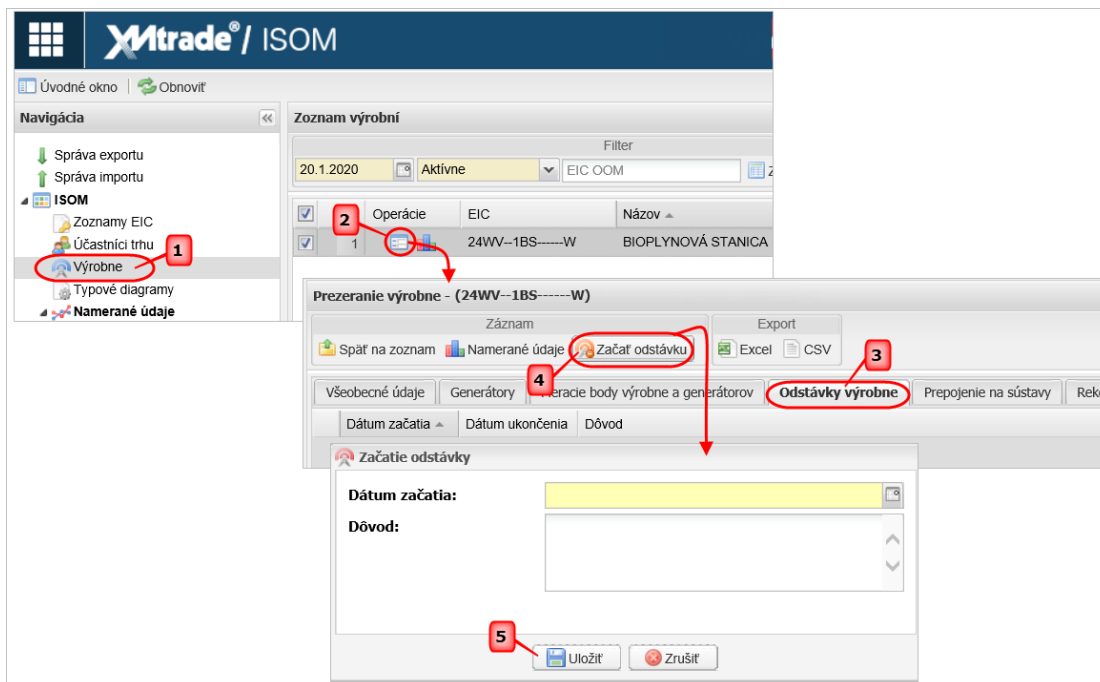 XMtrade®/ ISOM
Úvodné okno Obnoviť
Navigácia
Správa exportu
Správa importu
ISOM
Zoznamy EIC
Účastníci trhu
1
Výrobne
Typové diagramy
Namerané údaje
Zoznam výrobní
Filter
20.1.2020 Aktívne EIC OOM
Operácie EIC Názov
2
1 24WV--1BS------W BIOPLYNOVÁ STANICA
Prezeranie výrobne - (24WV--1BS------W)
Záznam Export
Späť na zoznam Namerané údaje Začať odstávku Excel CSV
3
4
Všeobecné údaje Generátory Meracie body výrobne a generátorov Odstávky výrobne Prepojenie na sústavy
Dátum začatia Dátum ukončenia Dôvod
Začatie odstávky
Dátum začatia:
Dôvod:
5
Uložiť Zrušiť